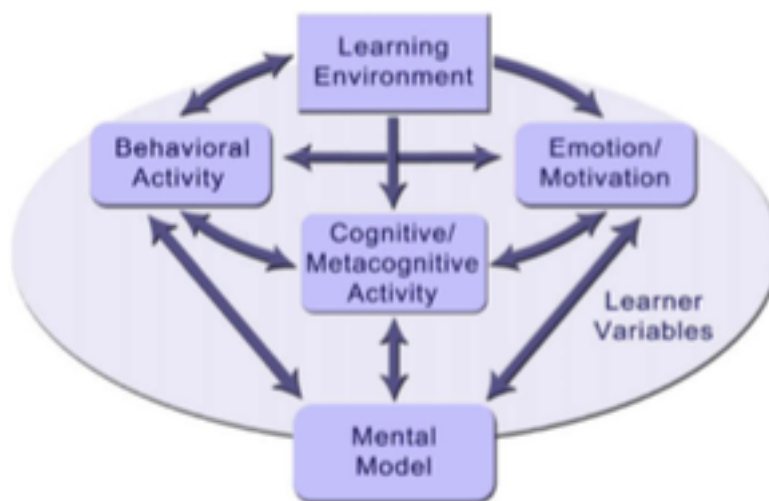 Learning
Environment
Behavioral
Activity
Emotion/
Motivation
Cognitive/
Metacognitive
Activity
Learner
Variables
Mental
Model